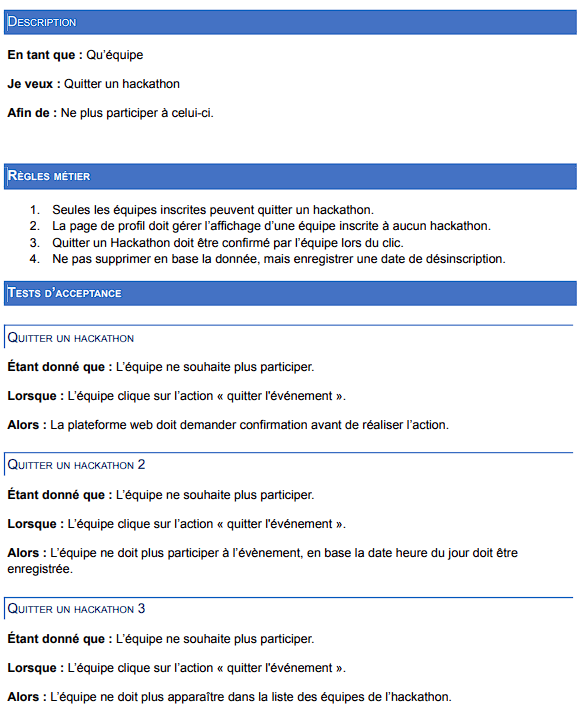 Description
En tant que : Qu'équipe
Je veux : Quitter un hackathon
Afin de : Ne plus participer à celui-ci.
Règles métier
1. Seules les équipes inscrites peuvent quitter un hackathon.
2. La page de profil doit gérer l'affichage d'une équipe inscrite à aucun hackathon.
3. Quitter un Hackathon doit être confirmé par l'équipe lors du clic.
4. Ne pas supprimer en base la donnée, mais enregistrer une date de désinscription.
Tests d'acceptance
Quitter un hackathon
Étant donné que : L'équipe ne souhaite plus participer.
Lorsque : L'équipe clique sur l'action « quitter l'événement ».
Alors : La plateforme web doit demander confirmation avant de réaliser l'action.
Quitter un hackathon 2
Étant donné que : L'équipe ne souhaite plus participer.
Lorsque : L'équipe clique sur l'action « quitter l'événement ».
Alors : L'équipe ne doit plus participer à l'évènement, en base la date heure du jour doit être
enregistrée.
Quitter un hackathon 3
Étant donné que : L'équipe ne souhaite plus participer.
Lorsque : L'équipe clique sur l'action « quitter l'événement ».
Alors : L'équipe ne doit plus apparaître dans la liste des équipes de l'hackathon.